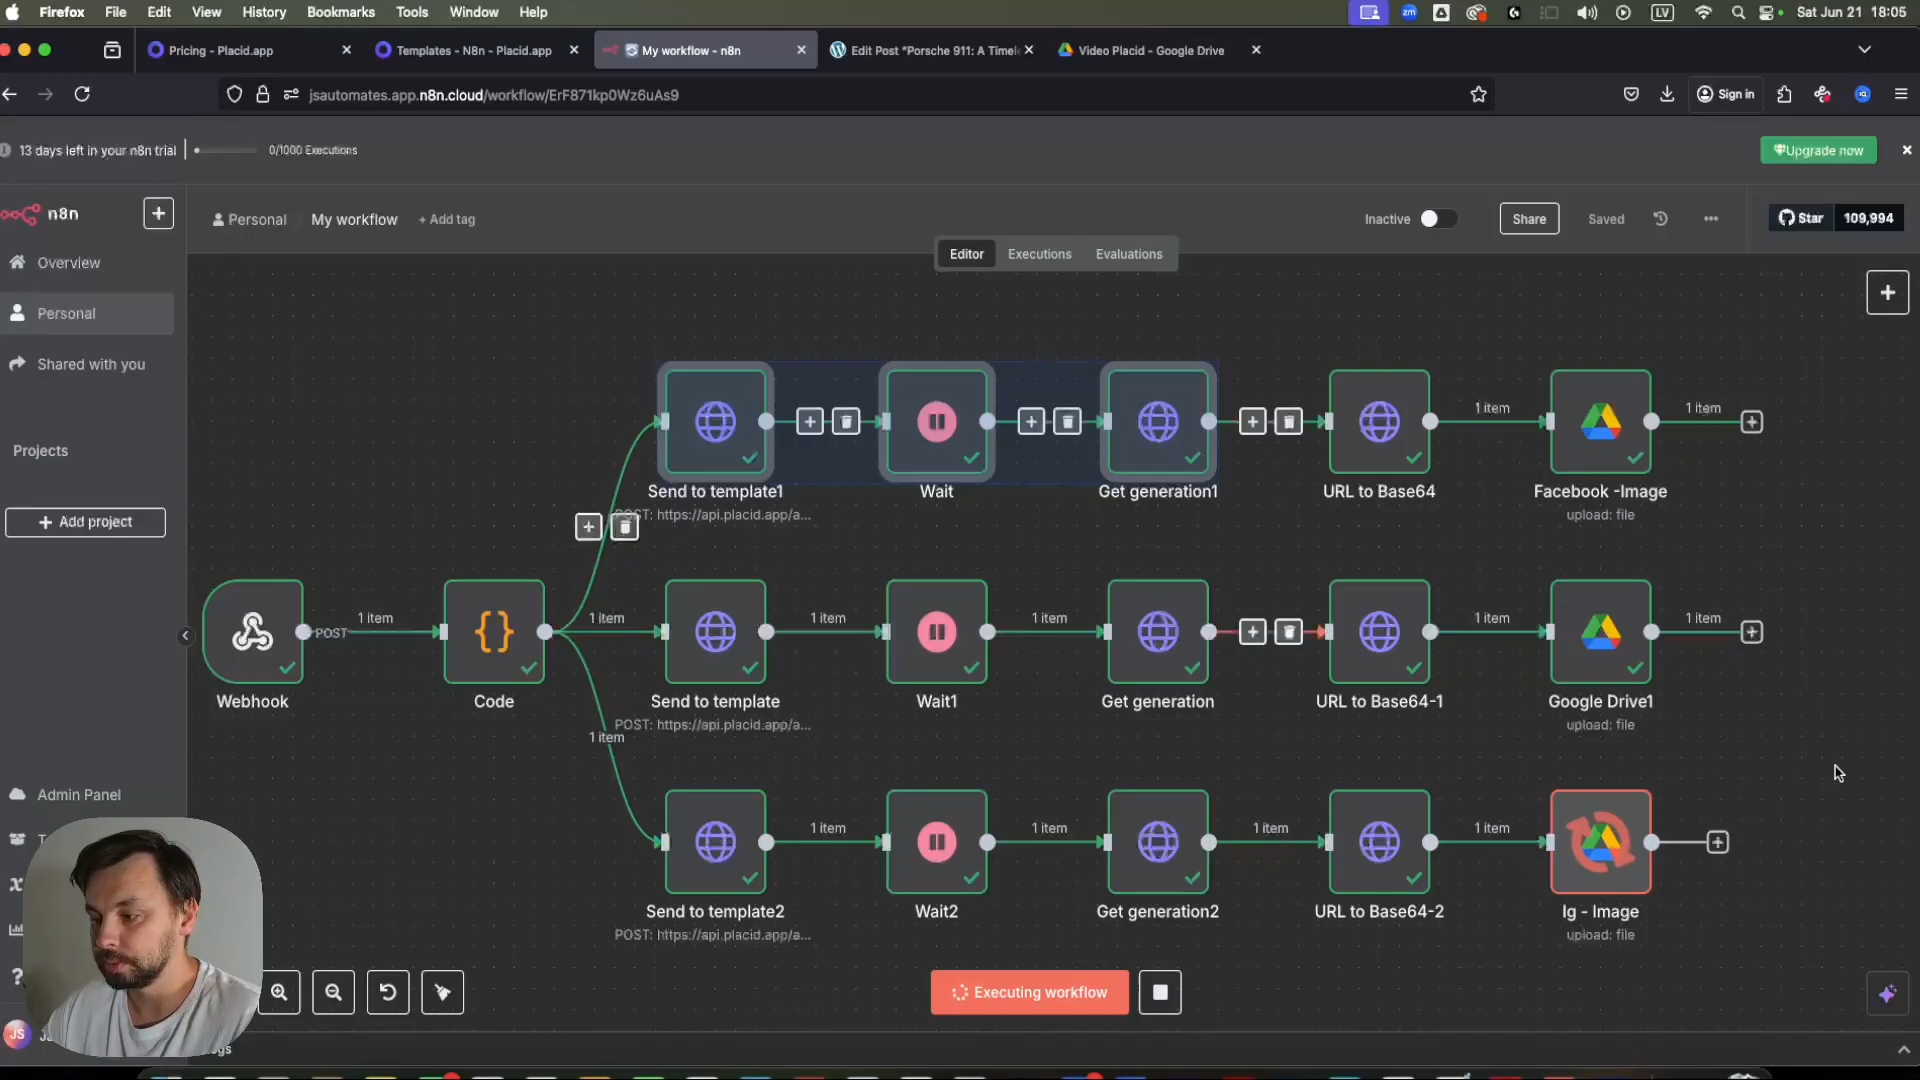 Firefox File Edit View History Bookmarks Tools Window Help
zm LV Sat Jun 21 18:05
Pricing - Placid.app
Templates - N8n - Placid.app
My workflow - n8n
Edit Post "Porsche 911: A Timel
Video Placid - Google Drive
jsautomates.app.n8n.cloud/workflow/ErF871kp0Wz6uAs9
Sign in
13 days left in your n8n trial
0/1000 Executions
Upgrade now
n8n
Personal
My workflow
+ Add tag
Inactive
Share
Saved
Star
109,994
Editor
Executions
Evaluations
Overview
Personal
Shared with you
Projects
+ Add project
Admin Panel
Send to template1
POST: https://api.placid.app/a...
Wait
Get generation1
URL to Base64
1 item
Facebook -Image
upload: file
1 item
Webhook
POST
1 item
Code
1 item
Send to template
POST: https://api.placid.app/a...
1 item
Wait1
1 item
Get generation
URL to Base64-1
1 item
Google Drive1
upload: file
1 item
1 item
Send to template2
POST: https://api.placid.app/a...
1 item
Wait2
1 item
Get generation2
1 item
URL to Base64-2
1 item
Ig - Image
upload: file
Executing workflow
JS